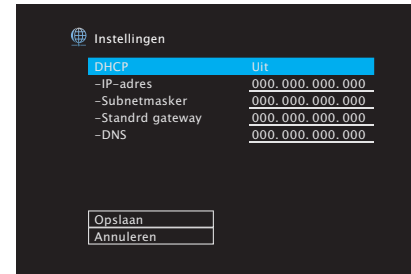 Instellingen
DHCP Uit
-IP-adres 000.000.000.000
-Subnetmasker 000.000.000.000
-Standrd gateway 000.000.000.000
-DNS 000.000.000.000
Opslaan
Annuleren